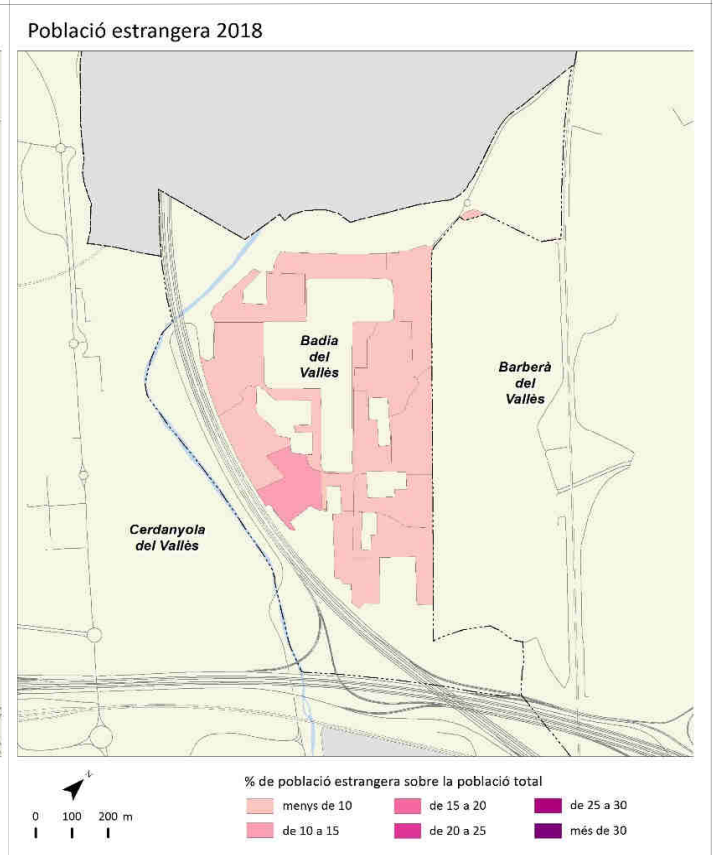 Població estrangera 2018
Badia
del
Vallès
Barberà
del
Vallès
Cerdanyola
del Vallès
N
0 100 200 m
% de població estrangera sobre la població total
menys de 10
de 15 a 20
de 25 a 30
de 10 a 15
de 20 a 25
més de 30